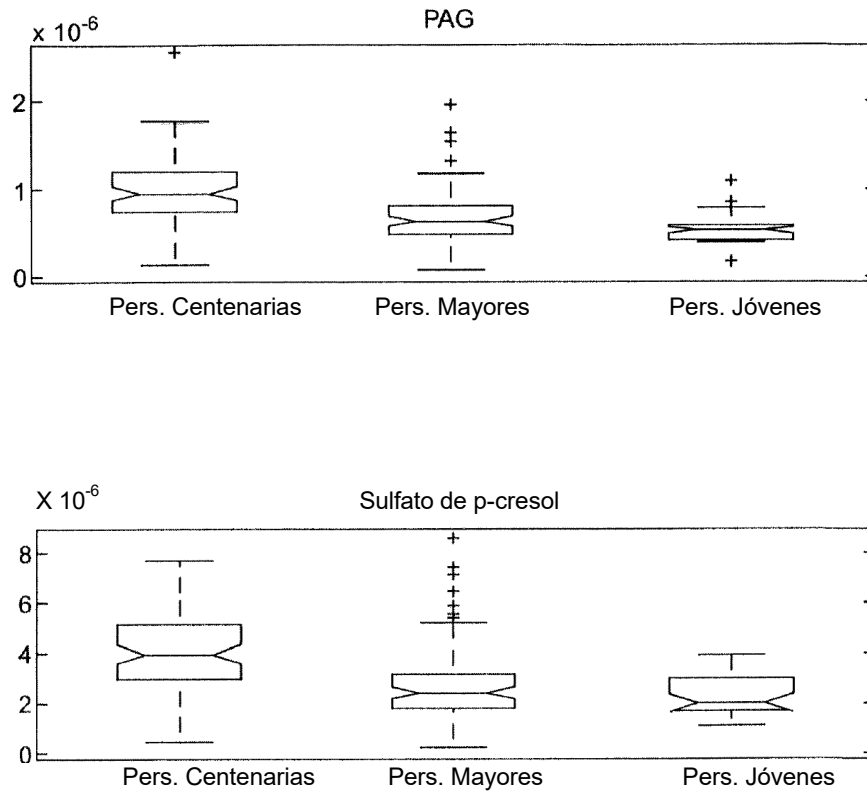 PAG
x 10-6
2
1
0
Pers. Centenarias Pers. Mayores Pers. Jóvenes
X 10-6 Sulfato de p-cresol
8
6
4
2
0
Pers. Centenarias Pers. Mayores Pers. Jóvenes